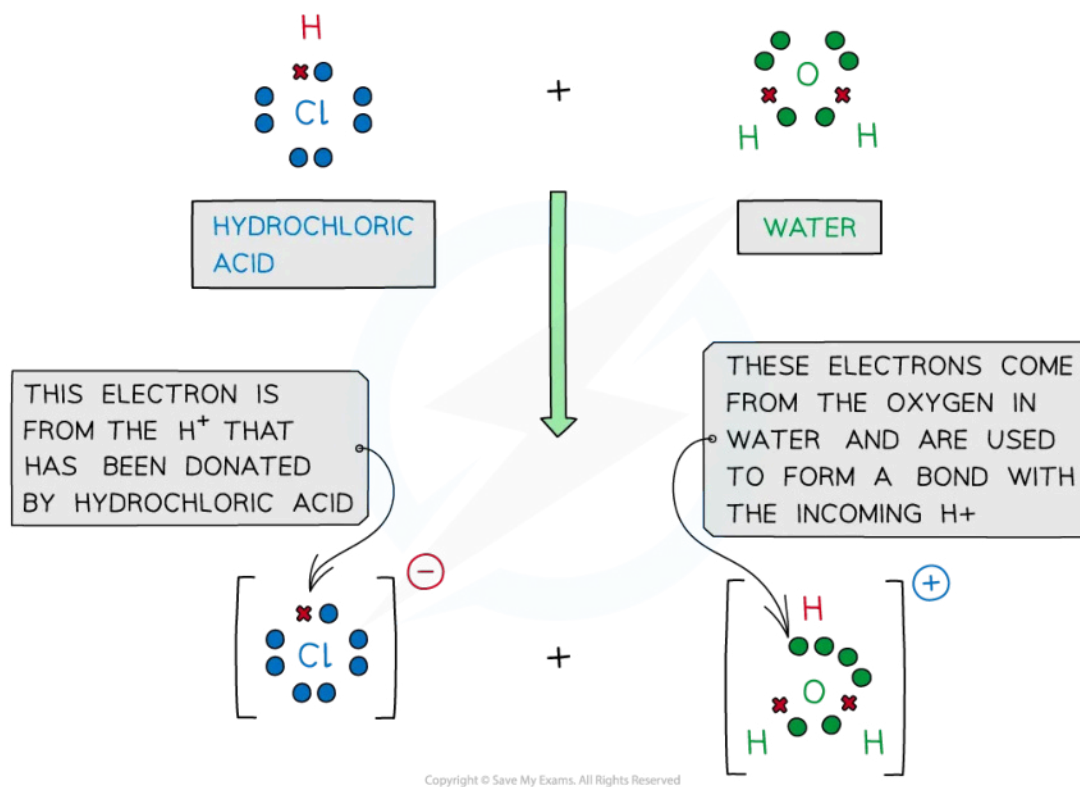 H
Cl
+
O
H H
HYDROCHLORIC
ACID
WATER
THIS ELECTRON IS
FROM THE H⁺ THAT
HAS BEEN DONATED
BY HYDROCHLORIC ACID
THESE ELECTRONS COME
FROM THE OXYGEN IN
WATER AND ARE USED
TO FORM A BOND WITH
THE INCOMING H+
−
Cl
+
+
H
O
H H
Copyright © Save My Exams. All Rights Reserved